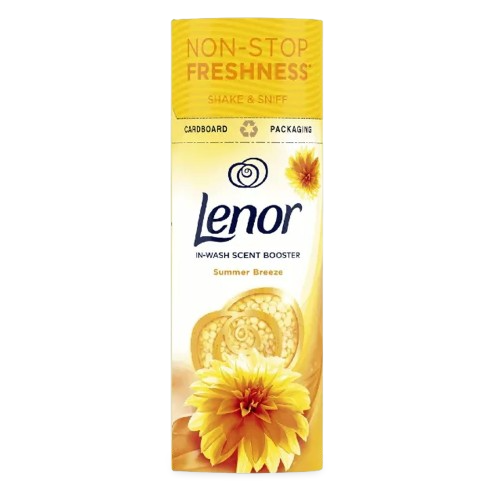 NON-STOP
FRESHNESS*
SHAKE & SNIFF
CARDBOARD PACKAGING
Lenor
IN-WASH SCENT BOOSTER
Summer Breeze